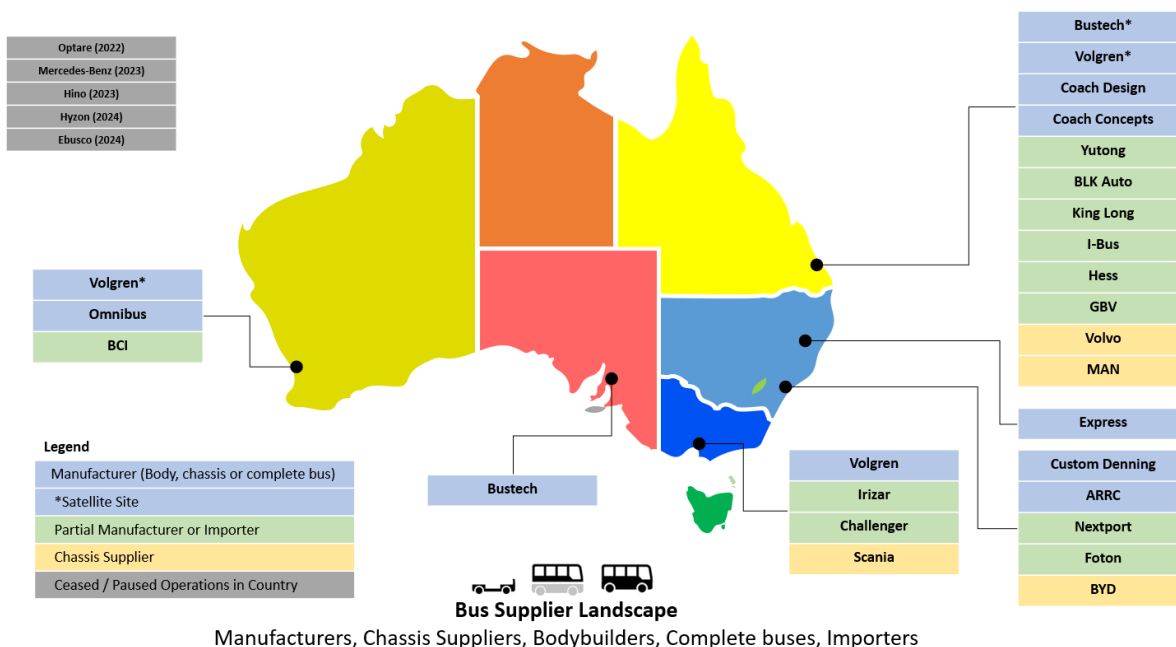 Optare (2022)
Mercedes-Benz (2023)
Hino (2023)
Hyzon (2024)
Ebusco (2024)
Bustech*
Volgren*
Coach Design
Coach Concepts
Yutong
BLK Auto
King Long
I-Bus
Hess
GBV
Volvo
MAN
Volgren*
Omnibus
BCI
Express
Legend
Manufacturer (Body, chassis or complete bus)
*Satellite Site
Partial Manufacturer or Importer
Chassis Supplier
Ceased / Paused Operations in Country
Bustech
Volgren
Irizar
Challenger
Scania
Custom Denning
ARRC
Nextport
Foton
BYD
Bus Supplier Landscape
Manufacturers, Chassis Suppliers, Bodybuilders, Complete buses, Importers